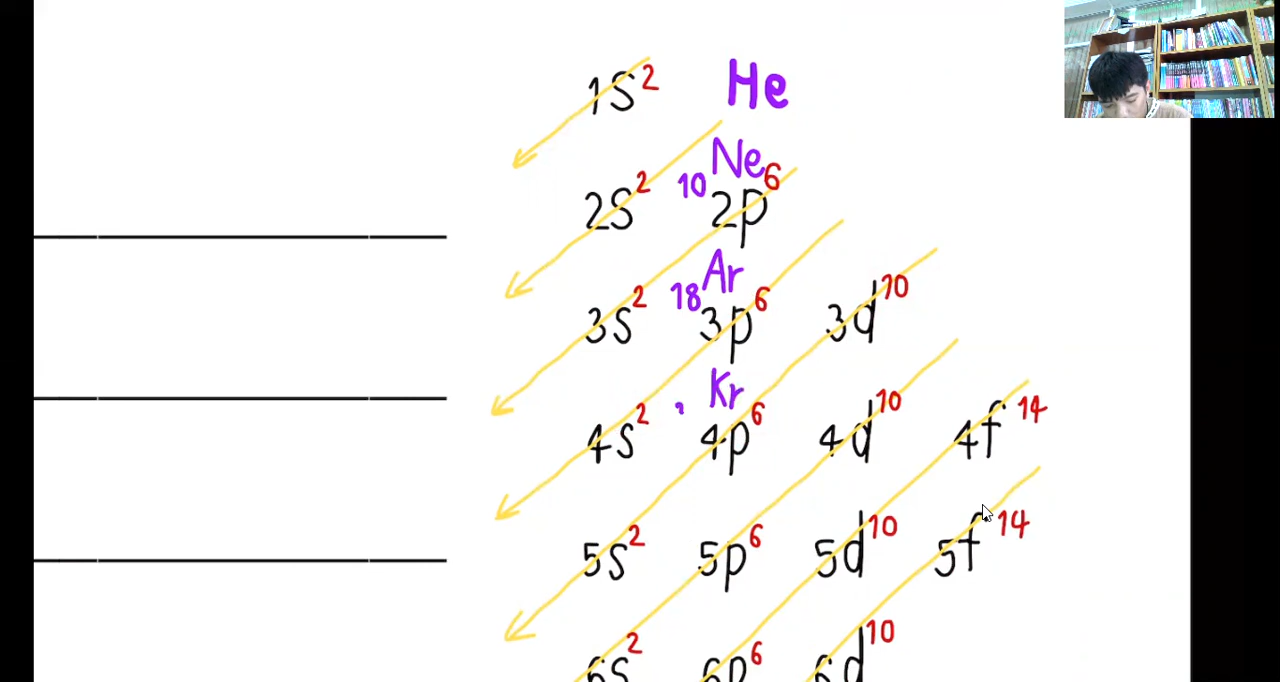 1s2 He
10 Ne
2s2 2p6
18 Ar
3s2 3p6 3d10
Kr
4s2 4p6 4d10 4f14
5s2 5p6 5d10 5f14
6s2 6p6 6d10